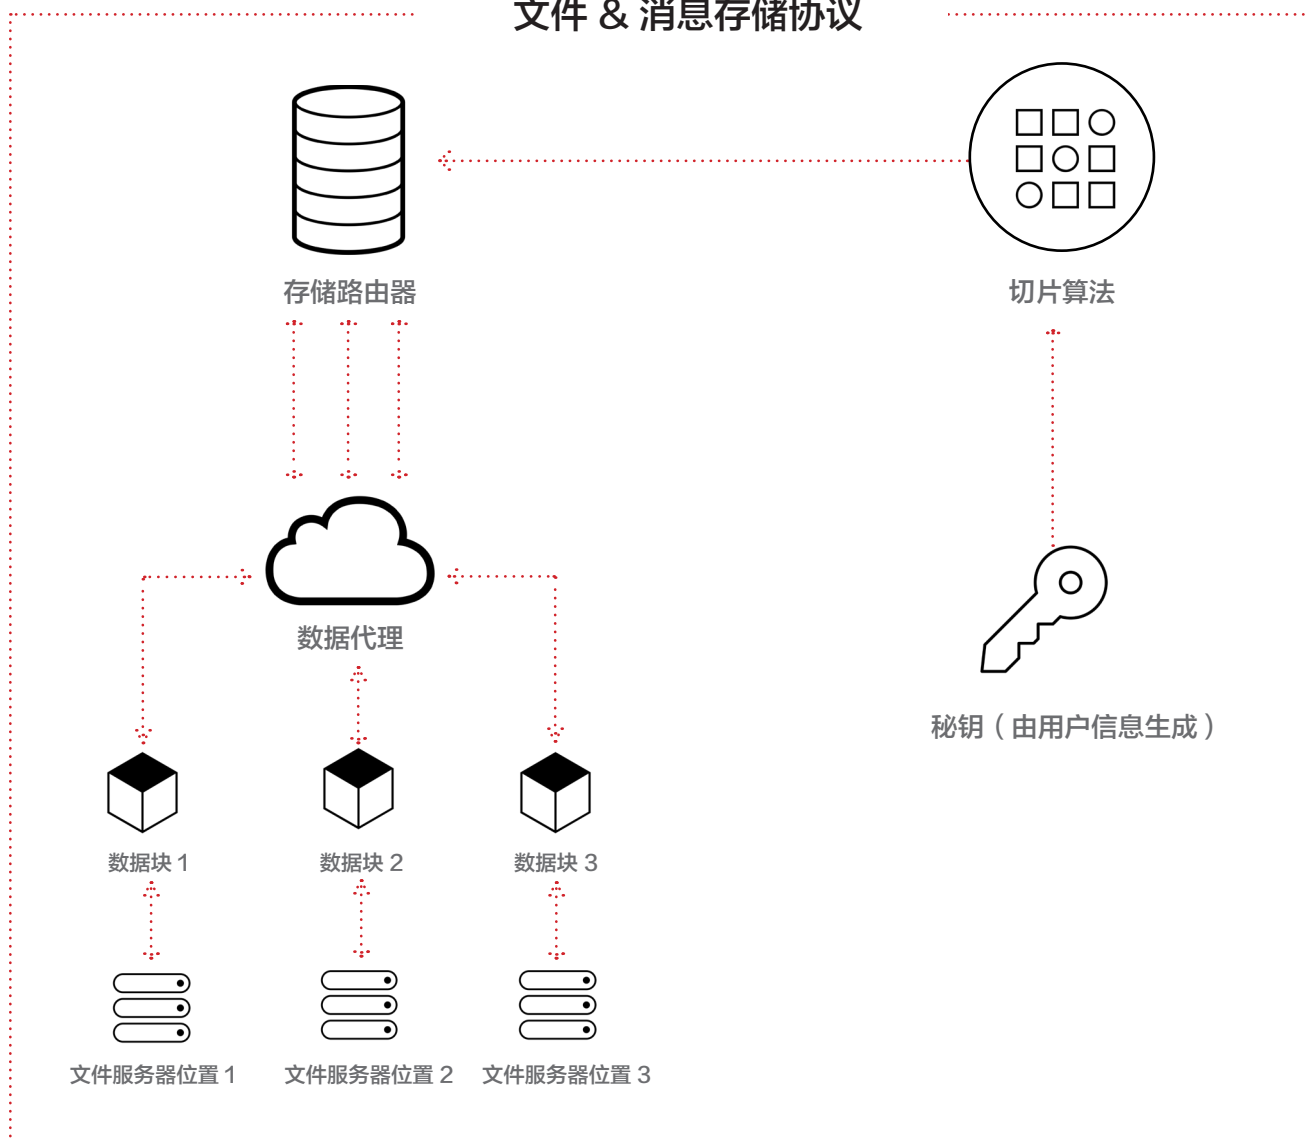 文件 & 消息存储协议
存储路由器
切片算法
数据代理
秘钥（由用户信息生成）
数据块 1
数据块 2
数据块 3
文件服务器位置 1
文件服务器位置 2
文件服务器位置 3